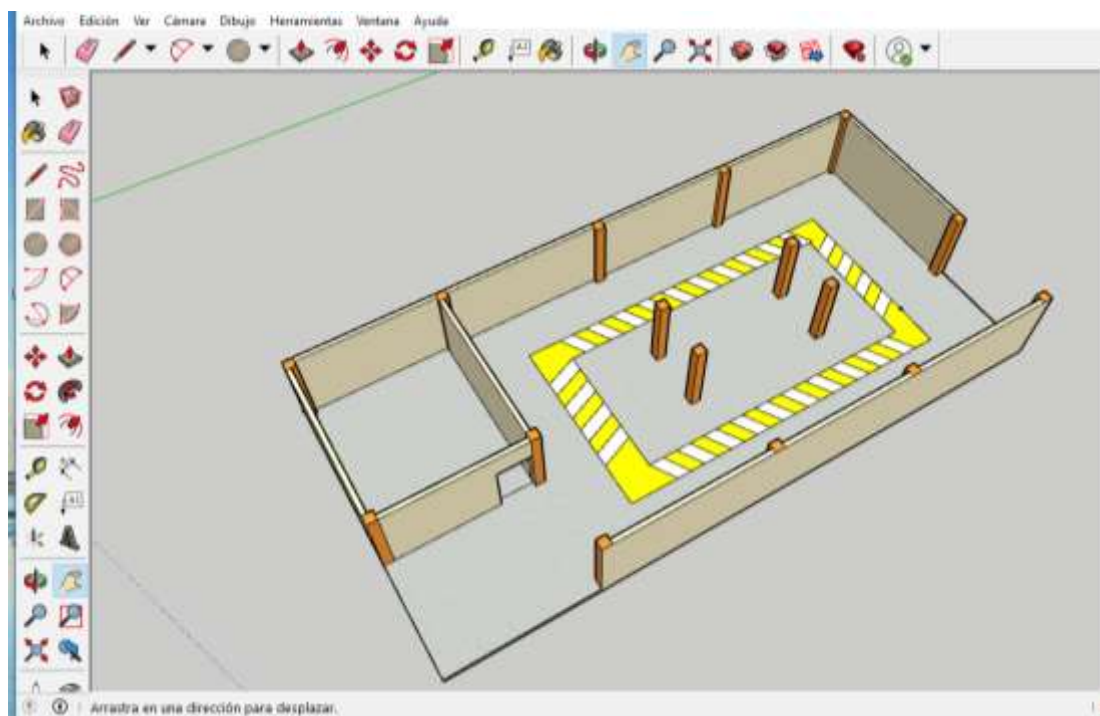 Archivo Edición Ver Cámara Dibujo Herramientas Ventana Ayuda
Arrastra en una dirección para desplazar.